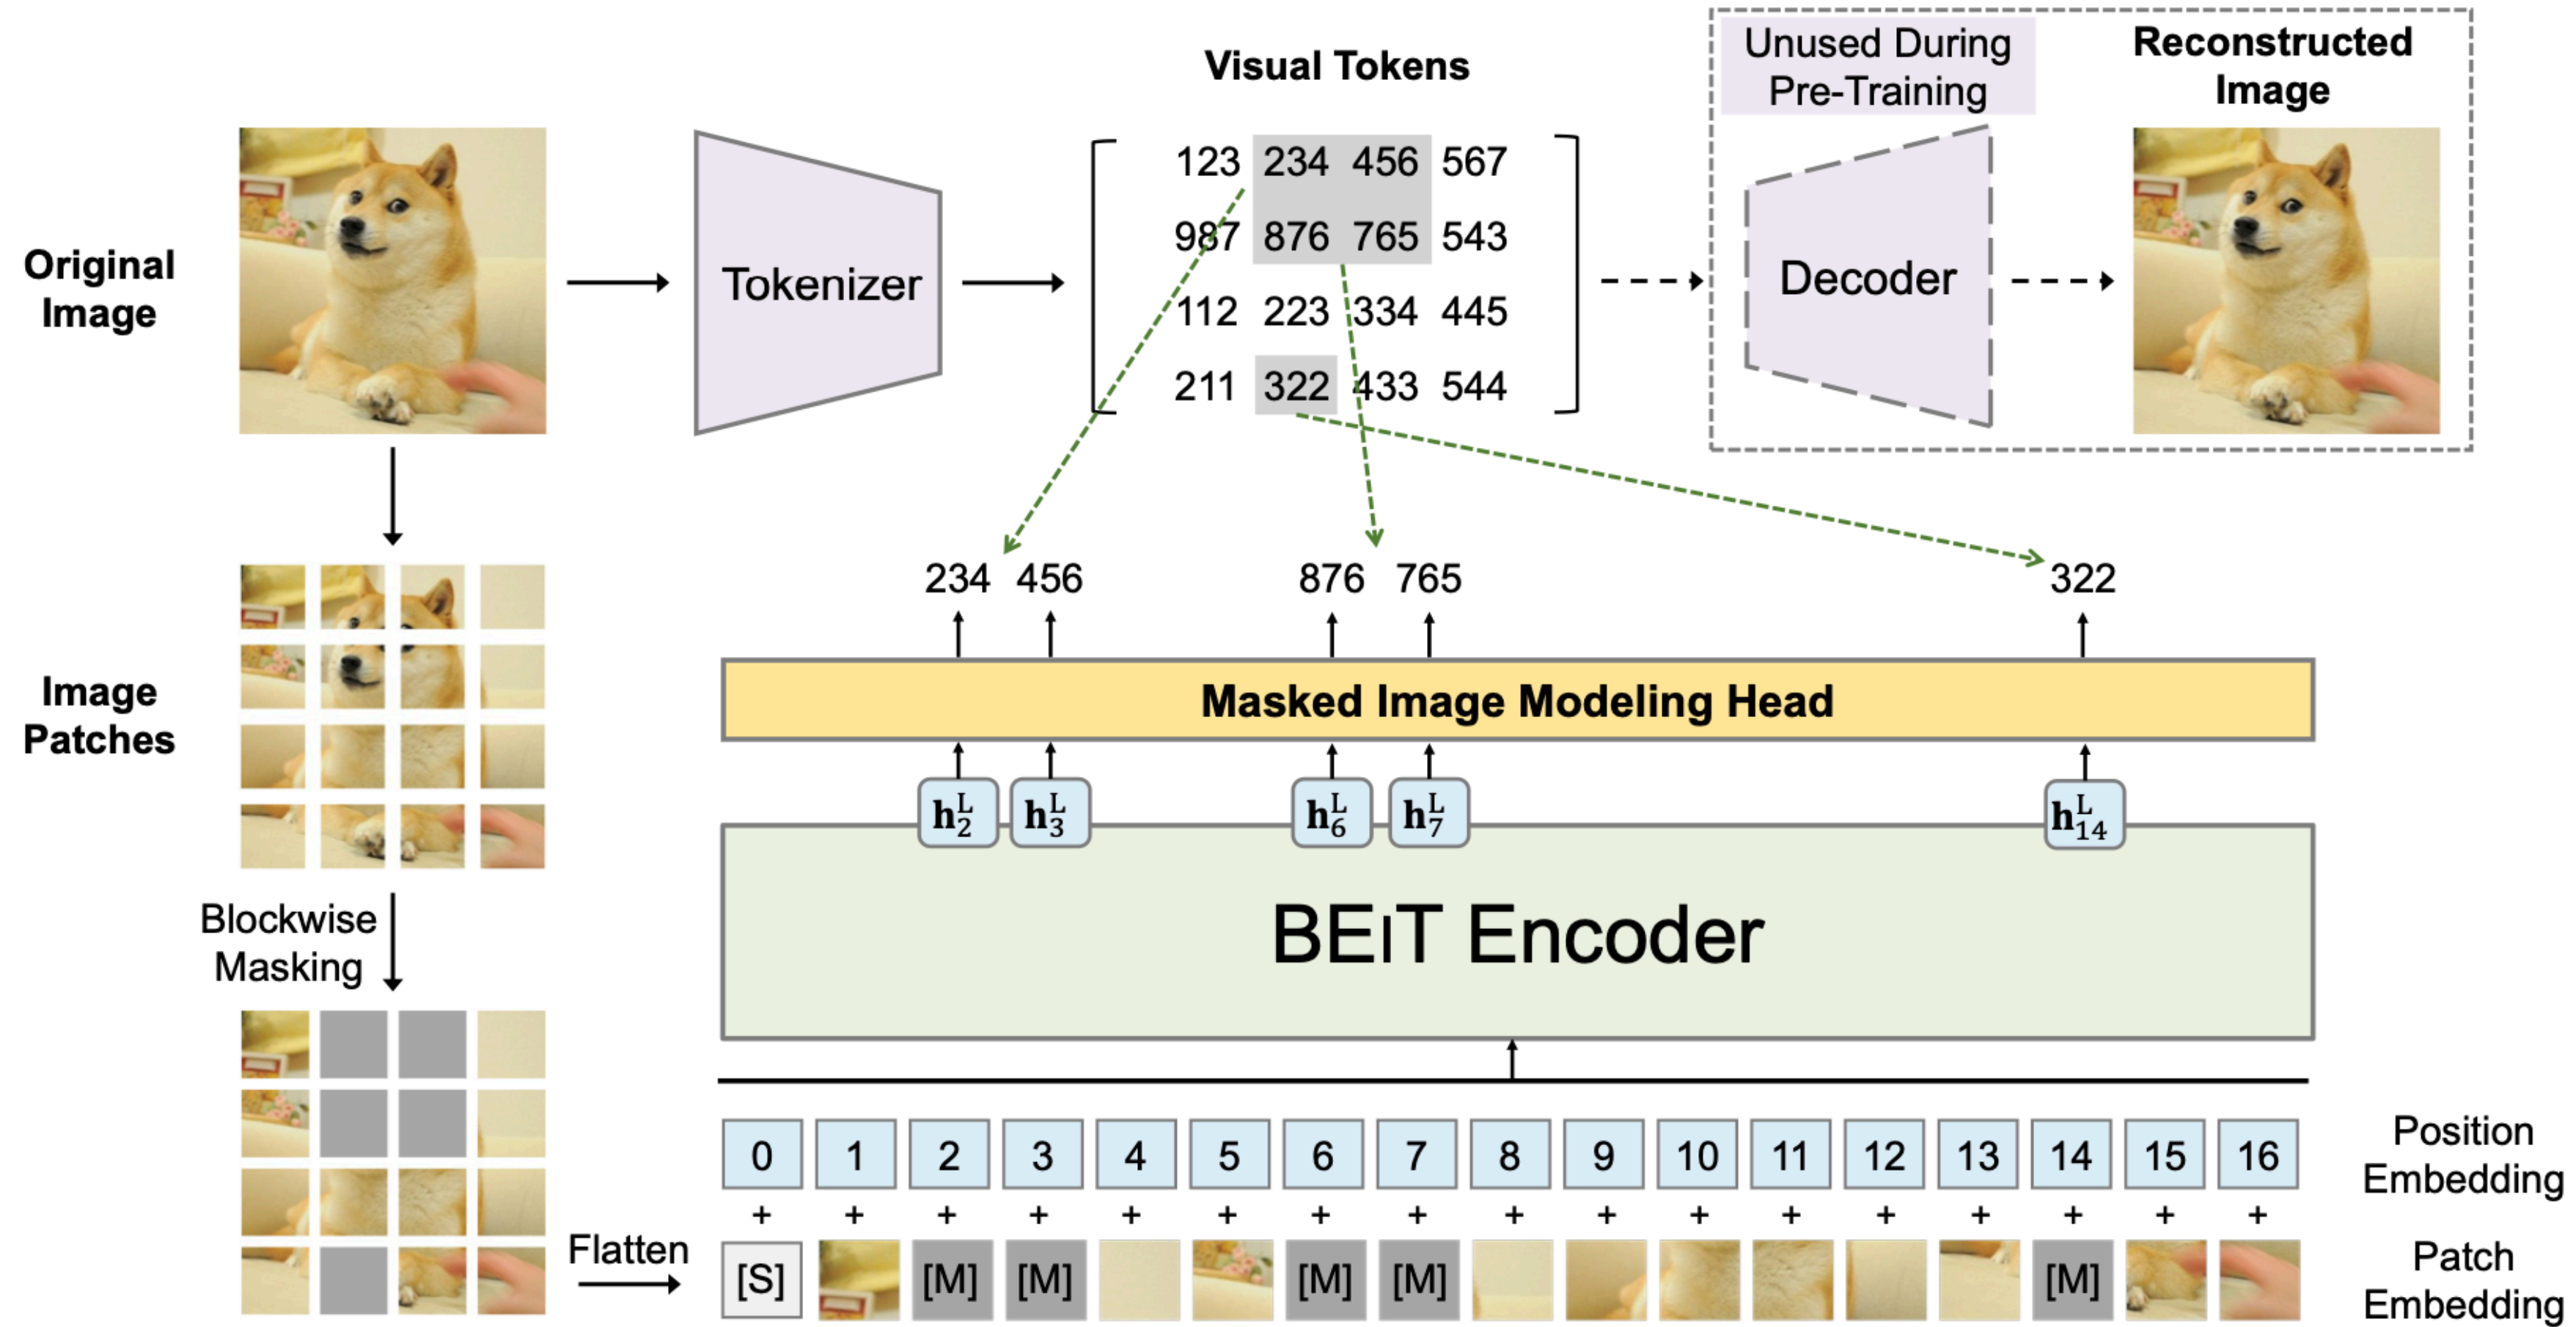 Visual Tokens
Unused During
Pre-Training
Reconstructed
Image
Original
Image
Tokenizer
123 234 456 567
987 876 765 543
112 223 334 445
211 322 433 544
Decoder
234 456 876 765 322
Image
Patches
Masked Image Modeling Head
h₂ᴸ h₃ᴸ h₆ᴸ h₇ᴸ h₁₄ᴸ
Blockwise
Masking
BEIT Encoder
0 1 2 3 4 5 6 7 8 9 10 11 12 13 14 15 16
Position
Embedding
+ + + + + + + + + + + + + + + + +
Flatten
[S] [M] [M] [M] [M] [M]
Patch
Embedding